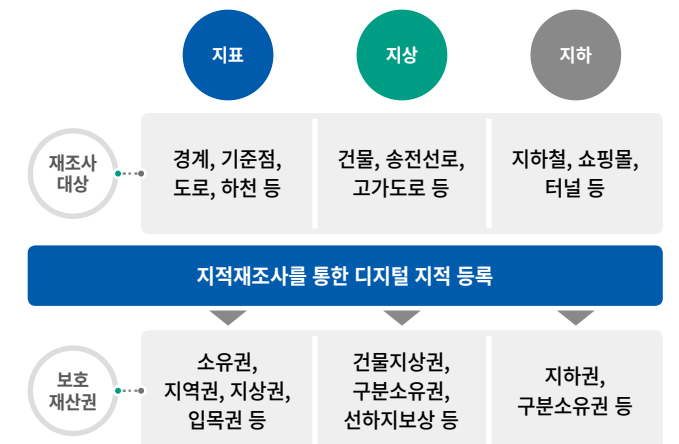 지표
지상
지하
재조사
대상
경계, 기준점,
도로, 하천 등
건물, 송전선로,
고가도로 등
지하철, 쇼핑몰,
터널 등
지적재조사를 통한 디지털 지적 등록
보호
재산권
소유권,
지역권, 지상권,
입목권 등
건물지상권,
구분소유권,
선하지보상 등
지하권,
구분소유권 등